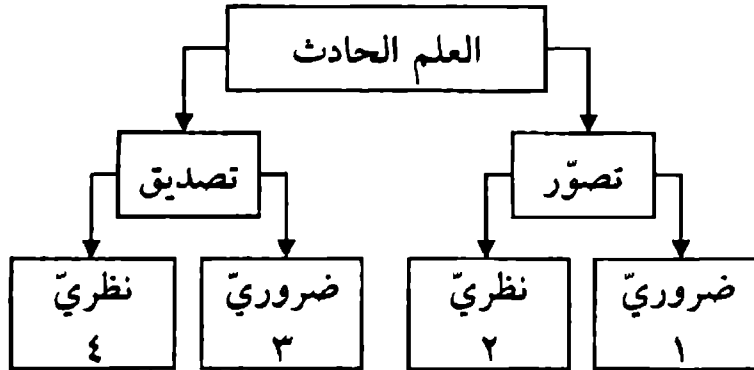 العلم الحادث
تصوّر
تصديق
ضروريّ
١
نظريّ
٢
ضروريّ
٣
نظريّ
٤